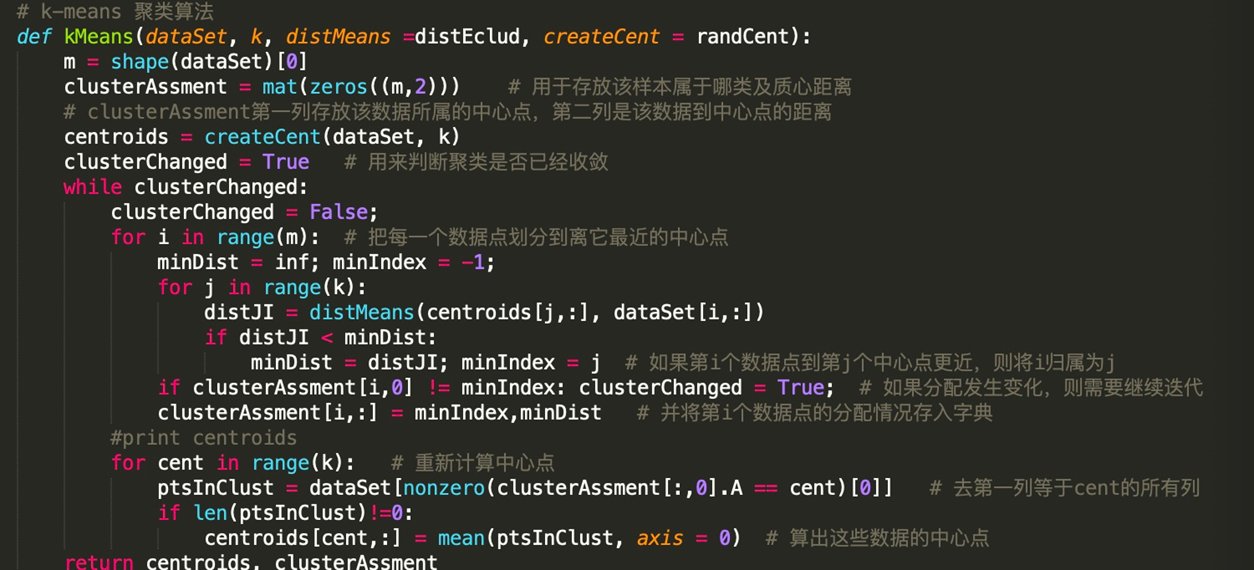 # k-means 聚类算法
def kMeans(dataSet, k, distMeans =distEclud, createCent = randCent):
    m = shape(dataSet)[0]
    clusterAssment = mat(zeros((m,2)))    # 用于存放该样本属于哪类及质心距离
    # clusterAssment第一列存放该数据所属的中心点，第二列是该数据到中心点的距离
    centroids = createCent(dataSet, k)
    clusterChanged = True   # 用来判断聚类是否已经收敛
    while clusterChanged:
        clusterChanged = False;
        for i in range(m):  # 把每一个数据点划分到离它最近的中心点
            minDist = inf; minIndex = -1;
            for j in range(k):
                distJI = distMeans(centroids[j,:], dataSet[i,:])
                if distJI < minDist:
                    minDist = distJI; minIndex = j  # 如果第i个数据点到第j个中心点更近，则将i归属为j
            if clusterAssment[i,0] != minIndex: clusterChanged = True;  # 如果分配发生变化，则需要继续迭代
            clusterAssment[i,:] = minIndex,minDist   # 并将第i个数据点的分配情况存入字典
        #print centroids
        for cent in range(k):   # 重新计算中心点
            ptsInClust = dataSet[nonzero(clusterAssment[:,0].A == cent)[0]]   # 去第一列等于cent的所有列
            if len(ptsInClust)!=0:
                centroids[cent,:] = mean(ptsInClust, axis = 0)  # 算出这些数据的中心点
    return centroids, clusterAssment